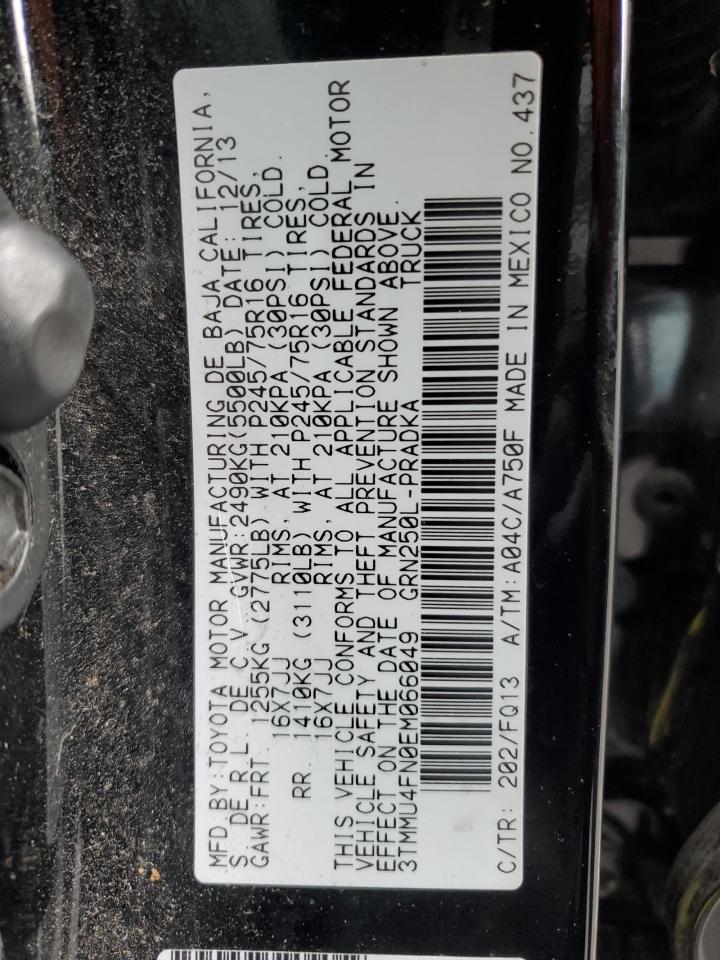 MFD BY:TOYOTA MOTOR MANUFACTURING DE BAJA CALIFORNIA,
S DE R.L. DE C.V. GVWR:2490KG(5500LB) DATE: 12/13
GAWR:FRT 1255KG (2775LB) WITH P245/75R16 TIRES,
16X7JJ RIMS, AT 210KPA (30PSI) COLD.
RR 1410KG (3110LB) WITH P245/75R16 TIRES,
16X7JJ RIMS, AT 210KPA (30PSI) COLD.
THIS VEHICLE CONFORMS TO ALL APPLICABLE FEDERAL MOTOR
VEHICLE SAFETY AND THEFT PREVENTION STANDARDS IN
EFFECT ON THE DATE OF MANUFACTURE SHOWN ABOVE.
3TMMU4FN0EM066049 GRN250L-PRADKA TRUCK
C/TR: 202/FQ13 A/TM:A04C/A750F MADE IN MEXICO NO.437